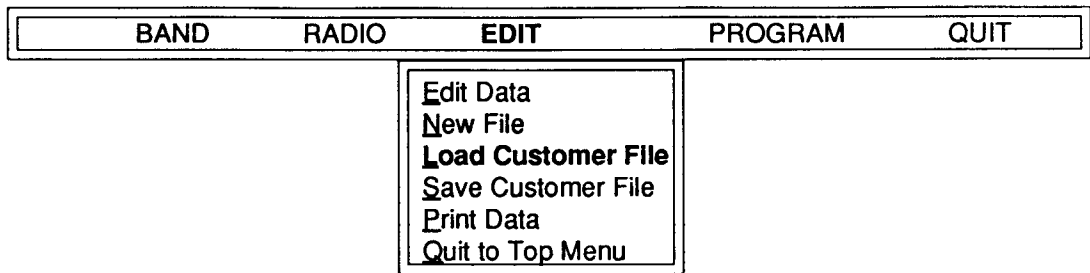 BAND RADIO EDIT PROGRAM QUIT
Edit Data
New File
Load Customer File
Save Customer File
Print Data
Quit to Top Menu